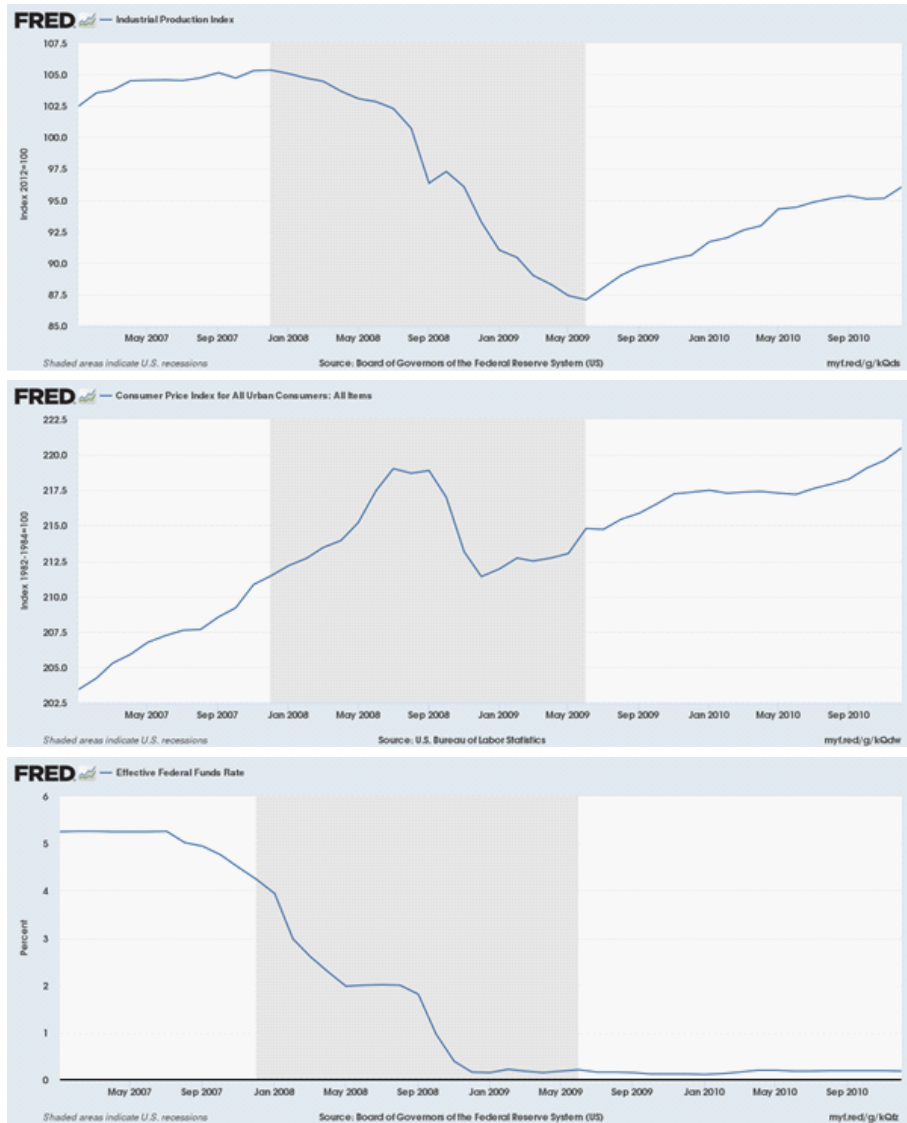 FRED — Industrial Production Index
107.5
105.0
102.5
100.0
97.5
95.0
92.5
90.0
87.5
85.0
Index 2012=100
May 2007 Sep 2007 Jan 2008 May 2008 Sep 2008 Jan 2009 May 2009 Sep 2009 Jan 2010 May 2010 Sep 2010
Shaded areas indicate U.S. recessions Source: Board of Governors of the Federal Reserve System (US) myf.red/g/kQds
FRED — Consumer Price Index for All Urban Consumers: All Items
222.5
220.0
217.5
215.0
212.5
210.0
207.5
205.0
202.5
Index 1982-1984=100
May 2007 Sep 2007 Jan 2008 May 2008 Sep 2008 Jan 2009 May 2009 Sep 2009 Jan 2010 May 2010 Sep 2010
Shaded areas indicate U.S. recessions Source: U.S. Bureau of Labor Statistics myf.red/g/kQdw
FRED — Effective Federal Funds Rate
6
5
4
3
2
1
0
Percent
May 2007 Sep 2007 Jan 2008 May 2008 Sep 2008 Jan 2009 May 2009 Sep 2009 Jan 2010 May 2010 Sep 2010
Shaded areas indicate U.S. recessions Source: Board of Governors of the Federal Reserve System (US)